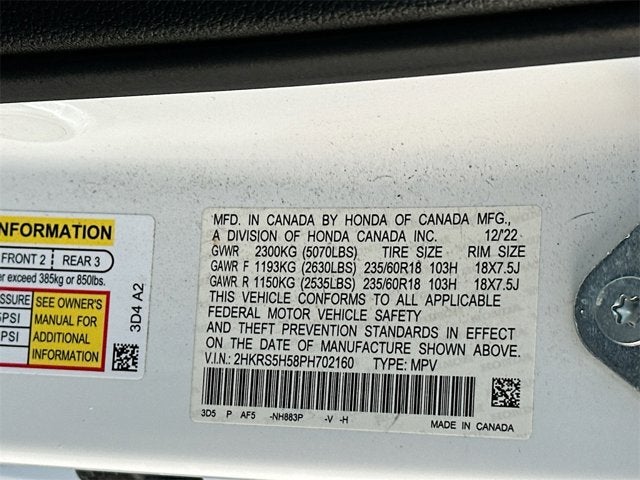 INFORMATION
FRONT 2 REAR 3
er exceed 385kg or 850lbs.
SSURE
SEE OWNER'S
PSI
MANUAL FOR
ADDITIONAL
PSI
INFORMATION
3D4 A2
MFD. IN CANADA BY HONDA OF CANADA MFG.,
A DIVISION OF HONDA CANADA INC. 12/'22
GVWR 2300KG (5070LBS) TIRE SIZE RIM SIZE
GAWR F 1193KG (2630LBS) 235/60R18 103H 18X7.5J
GAWR R 1150KG (2535LBS) 235/60R18 103H 18X7.5J
THIS VEHICLE CONFORMS TO ALL APPLICABLE
FEDERAL MOTOR VEHICLE SAFETY
AND THEFT PREVENTION STANDARDS IN EFFECT
ON THE DATE OF MANUFACTURE SHOWN ABOVE.
V.I.N.: 2HKRS5H58PH702160 TYPE: MPV
3D5 P AF5 -NH883P -V -H
MADE IN CANADA